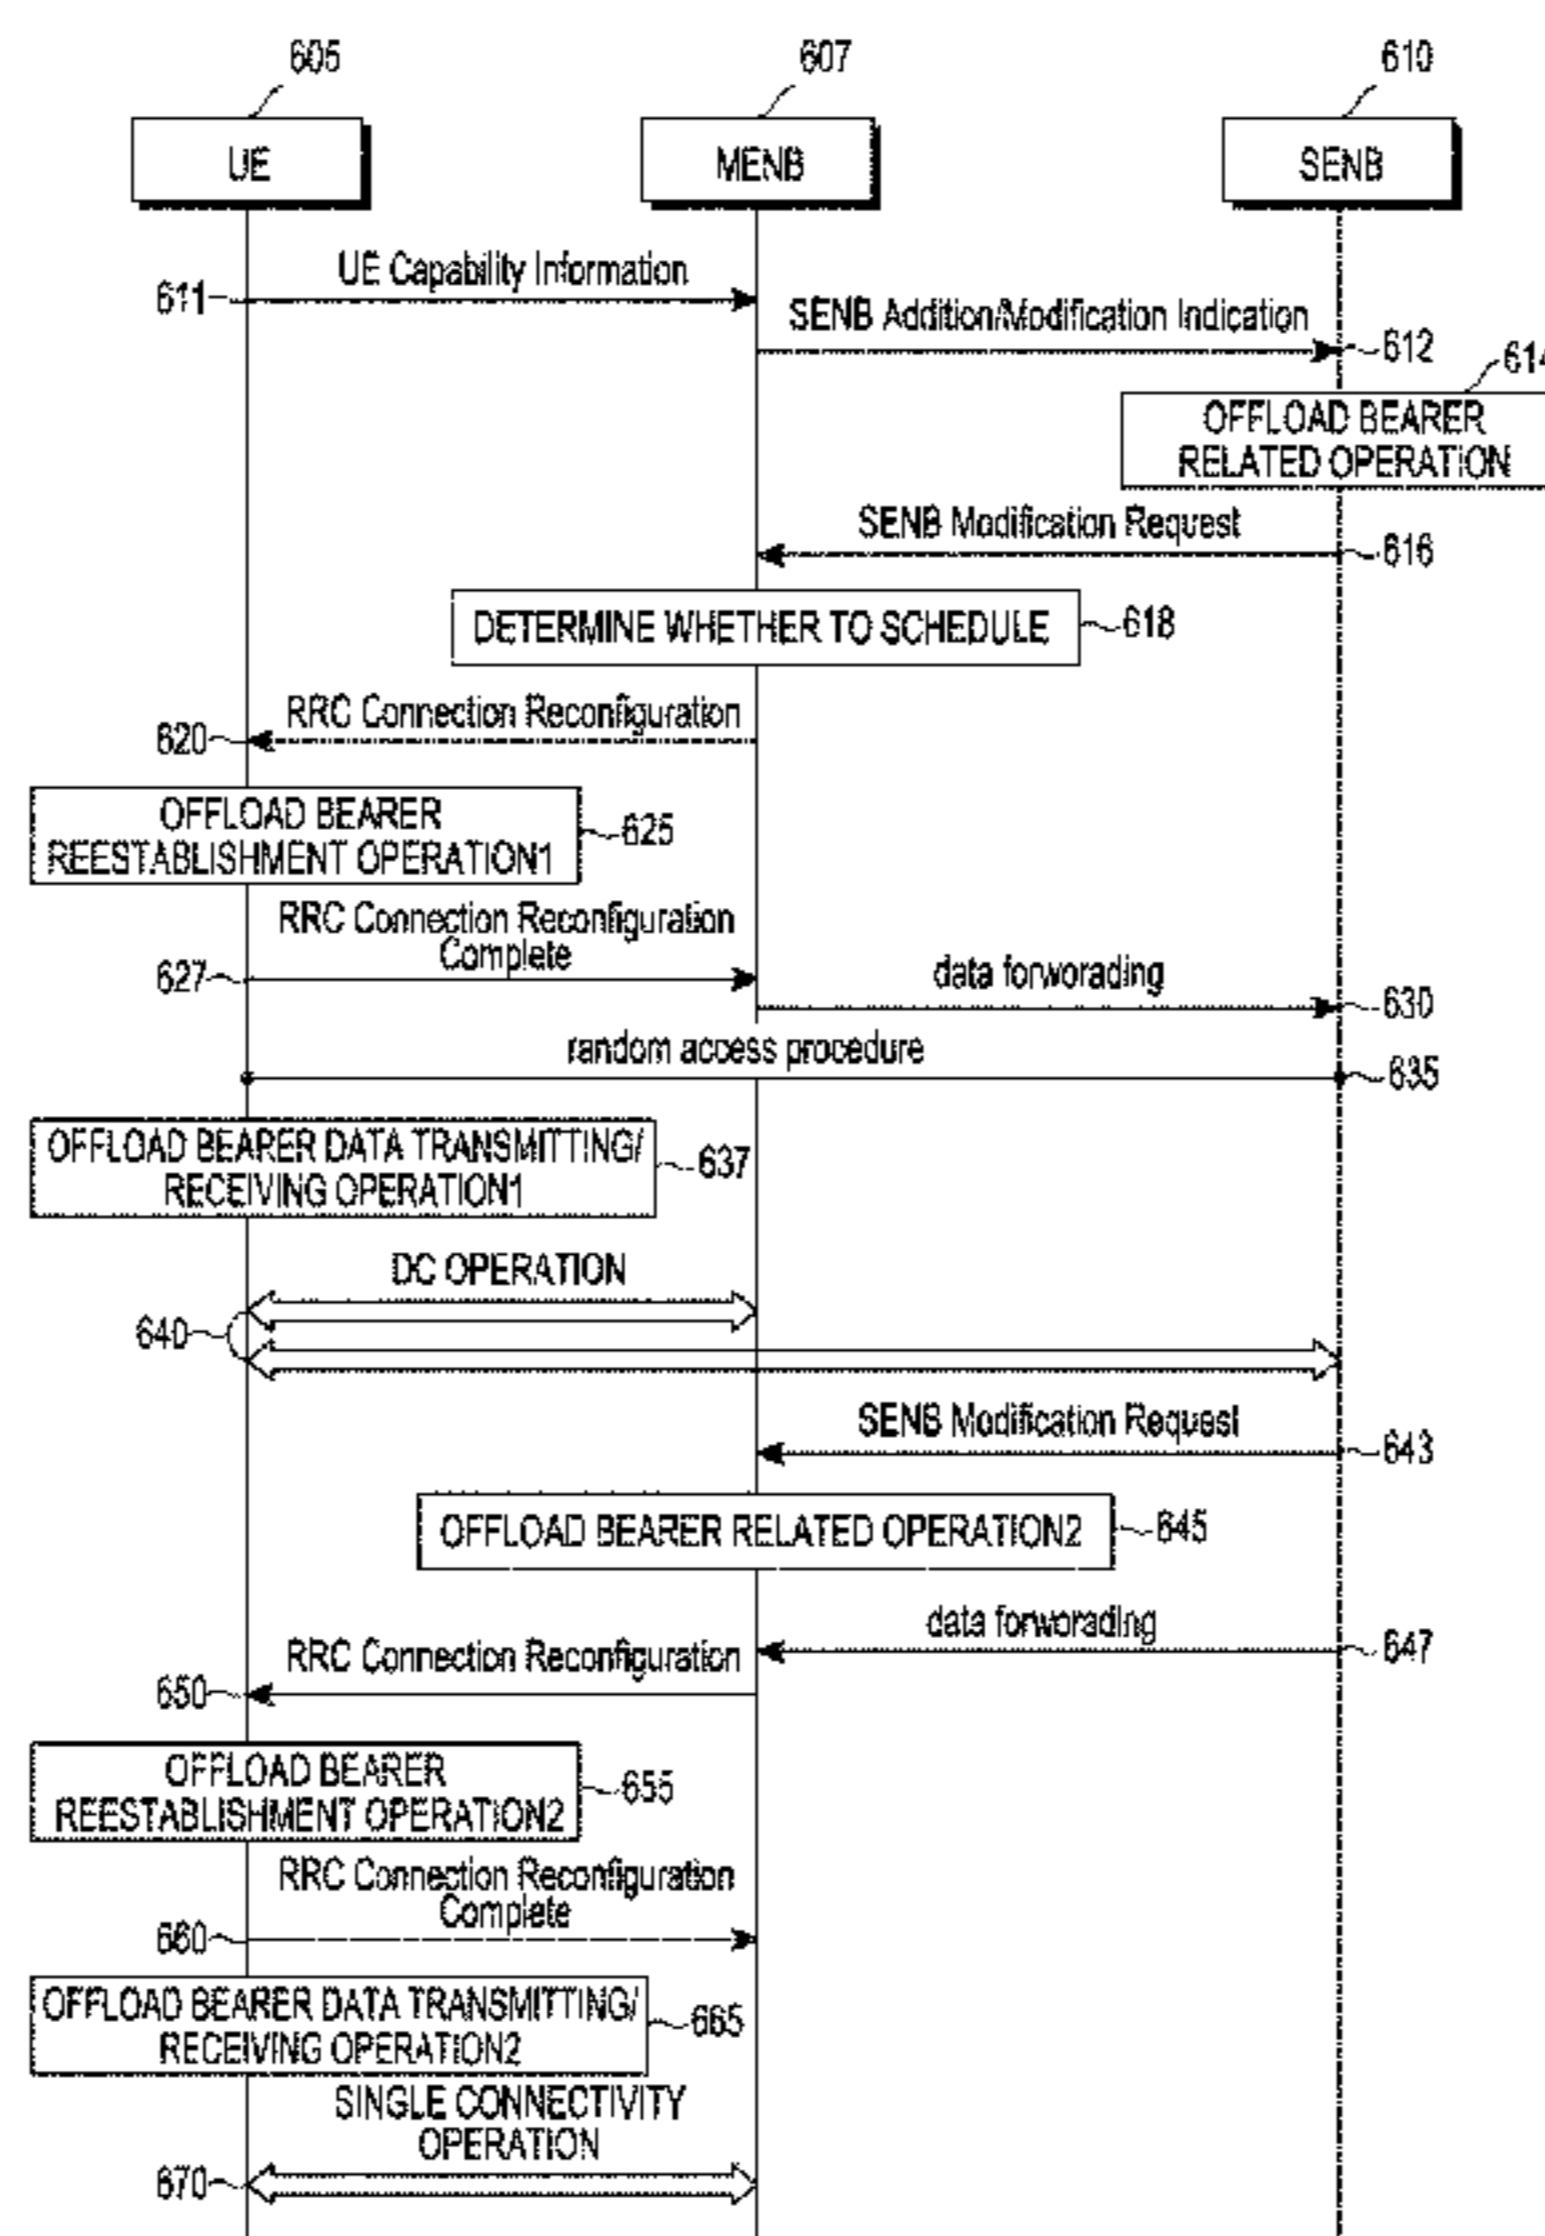 605
607
610
UE
MENB
SENB
UE Capability Information
611
SENB Addition/Modification Indication
612
614
OFFLOAD BEARER
RELATED OPERATION
SENB Modification Request
616
DETERMINE WHETHER TO SCHEDULE
618
RRC Connection Reconfiguration
620
OFFLOAD BEARER
REESTABLISHMENT OPERATION1
625
RRC Connection Reconfiguration
Complete
627
data forworading
630
random access procedure
635
OFFLOAD BEARER DATA TRANSMITTING/
RECEIVING OPERATION1
637
DC OPERATION
640
SENB Modification Request
643
OFFLOAD BEARER RELATED OPERATION2
645
data forworading
647
RRC Connection Reconfiguration
650
OFFLOAD BEARER
REESTABLISHMENT OPERATION2
655
RRC Connection Reconfiguration
Complete
660
OFFLOAD BEARER DATA TRANSMITTING/
RECEIVING OPERATION2
665
SINGLE CONNECTIVITY
OPERATION
670